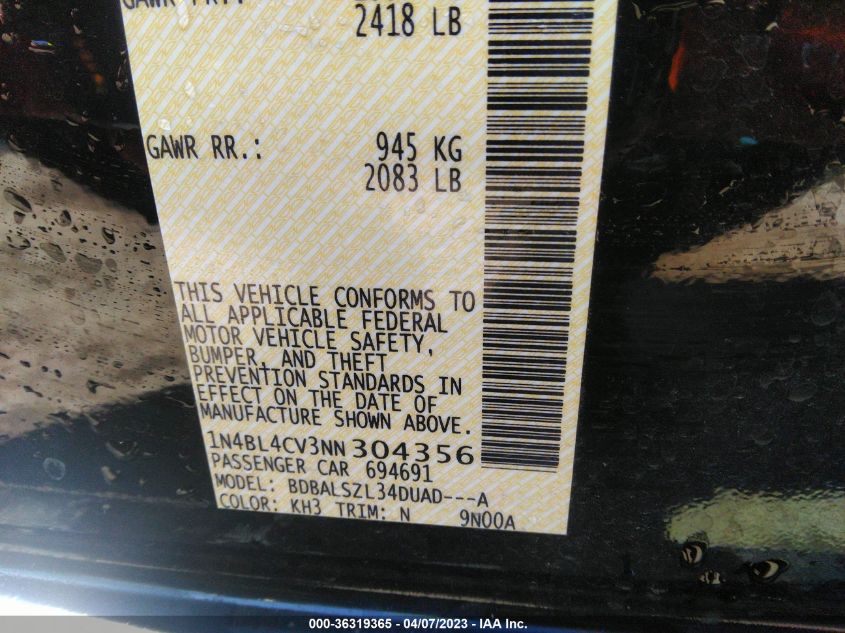 2418 LB
GAWR RR.: 945 KG
2083 LB
THIS VEHICLE CONFORMS TO
ALL APPLICABLE FEDERAL
MOTOR VEHICLE SAFETY,
BUMPER, AND THEFT
PREVENTION STANDARDS IN
EFFECT ON THE DATE OF
MANUFACTURE SHOWN ABOVE.
1N4BL4CV3NN304356
PASSENGER CAR 694691
MODEL: BDBALSZL34DUAD---A
COLOR: KH3 TRIM: N 9N00A
000-36319365 - 04/07/2023 - IAA Inc.